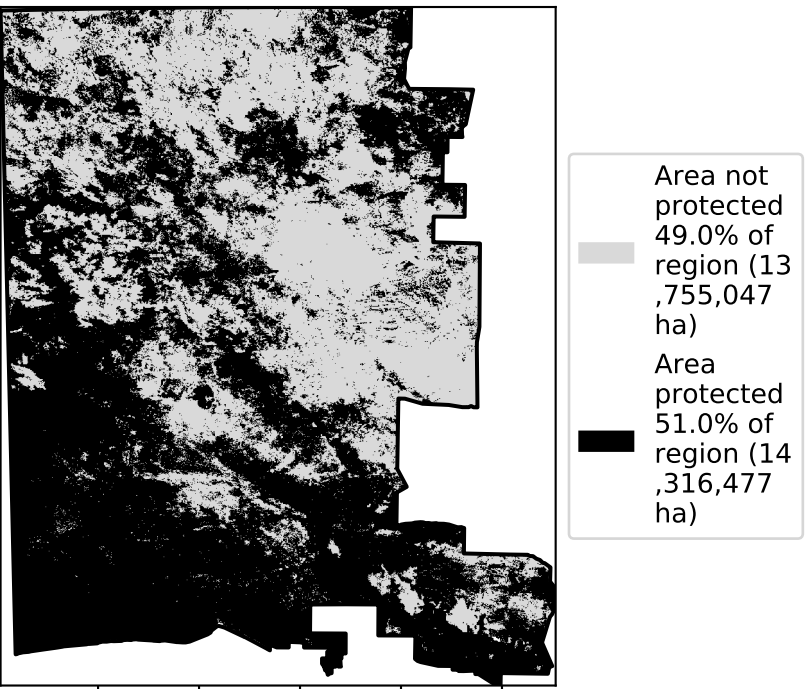 Area not
protected
49.0% of
region (13
,755,047
ha)
Area
protected
51.0% of
region (14
,316,477
ha)